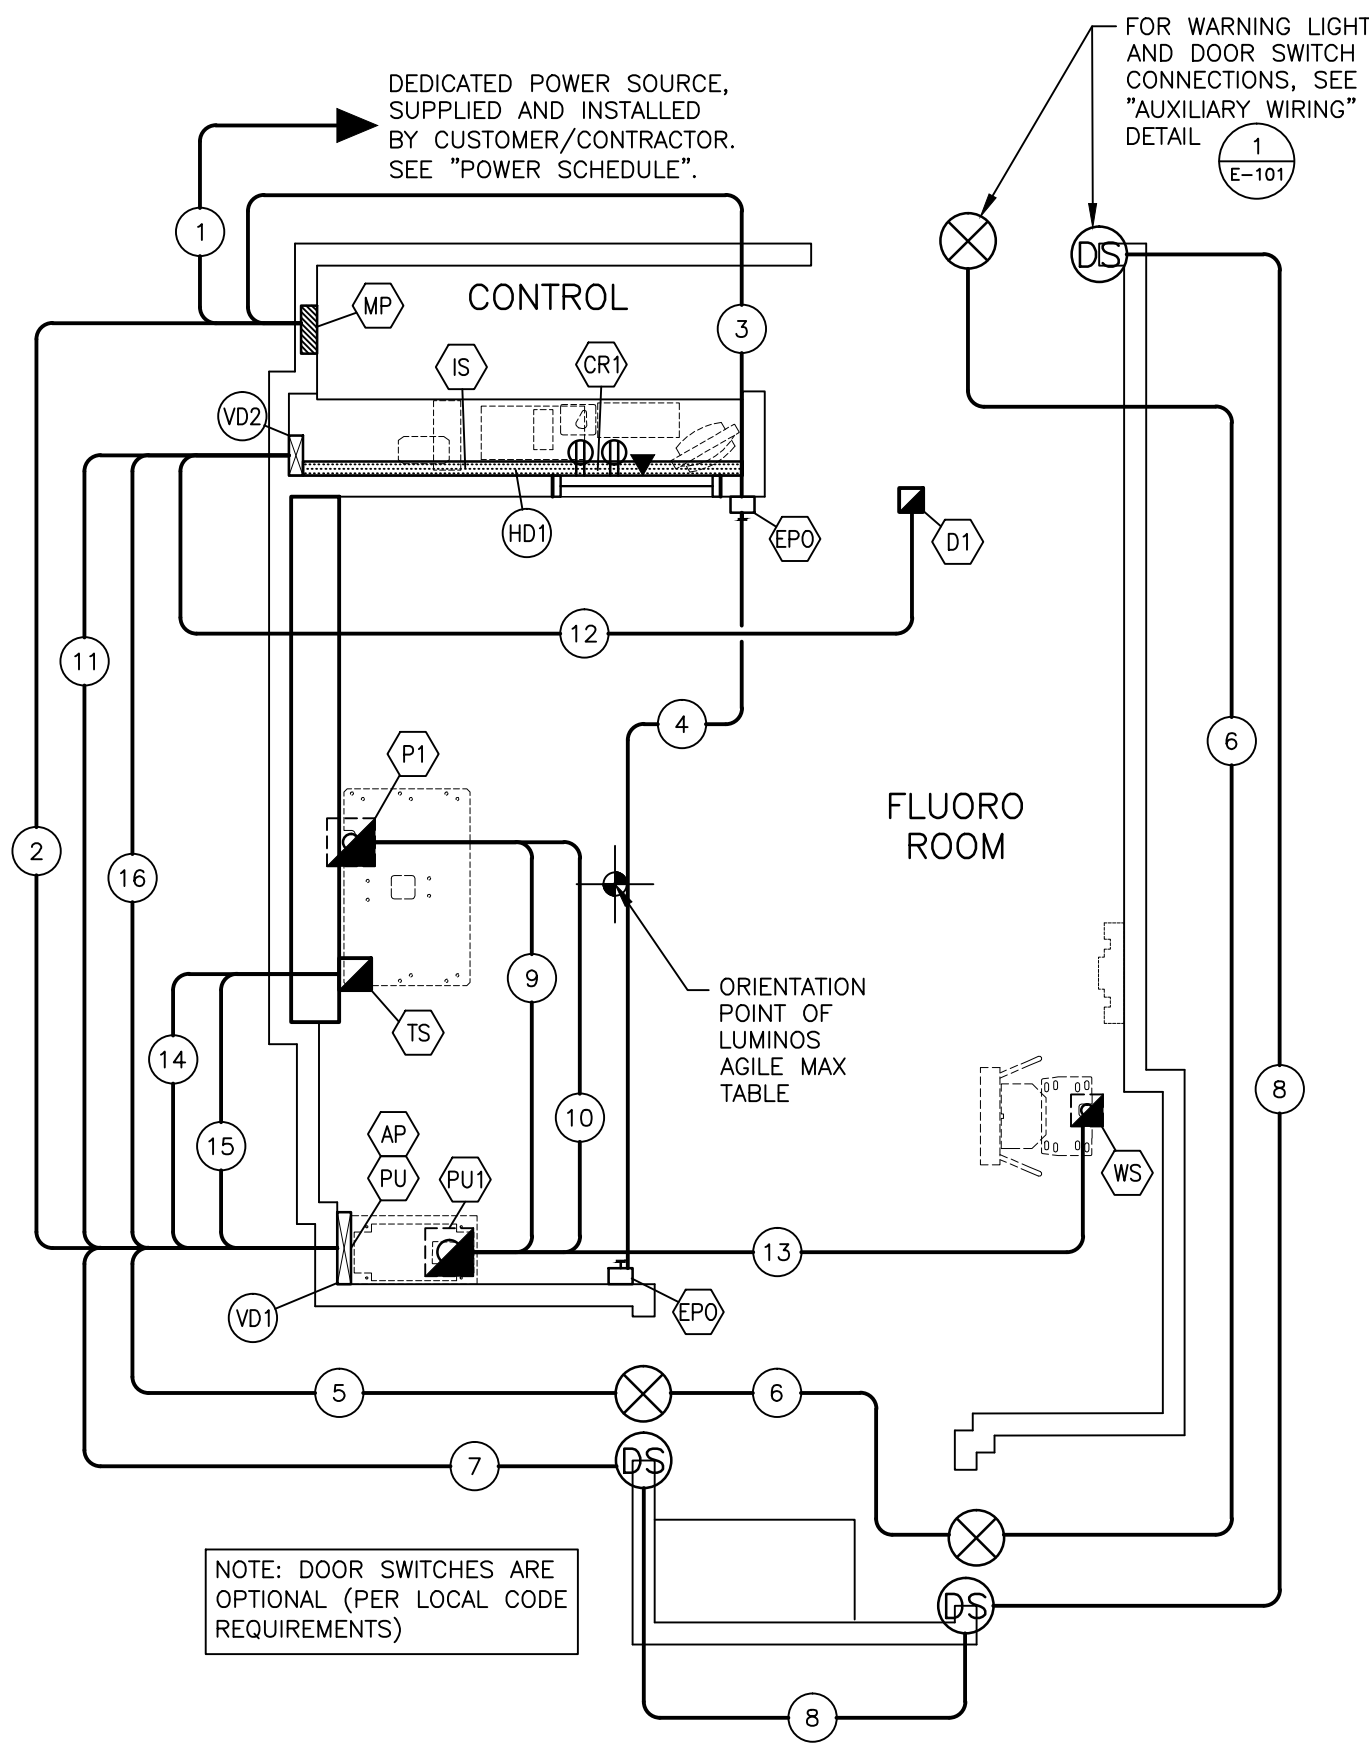 FOR WARNING LIGHT
AND DOOR SWITCH
CONNECTIONS, SEE
"AUXILIARY WIRING"
DETAIL
1
E-101
DEDICATED POWER SOURCE,
SUPPLIED AND INSTALLED
BY CUSTOMER/CONTRACTOR.
SEE "POWER SCHEDULE".
1
DS
CONTROL
MP
3
IS
CR1
VD2
HD1
EPO
D1
12
11
4
6
P1
FLUORO
ROOM
2
16
9
ORIENTATION
POINT OF
LUMINOS
AGILE MAX
TABLE
TS
14
10
8
15
AP
PU
PU1
WS
13
VD1
EPO
5
6
7
DS
NOTE: DOOR SWITCHES ARE
OPTIONAL (PER LOCAL CODE
REQUIREMENTS)
DS
8